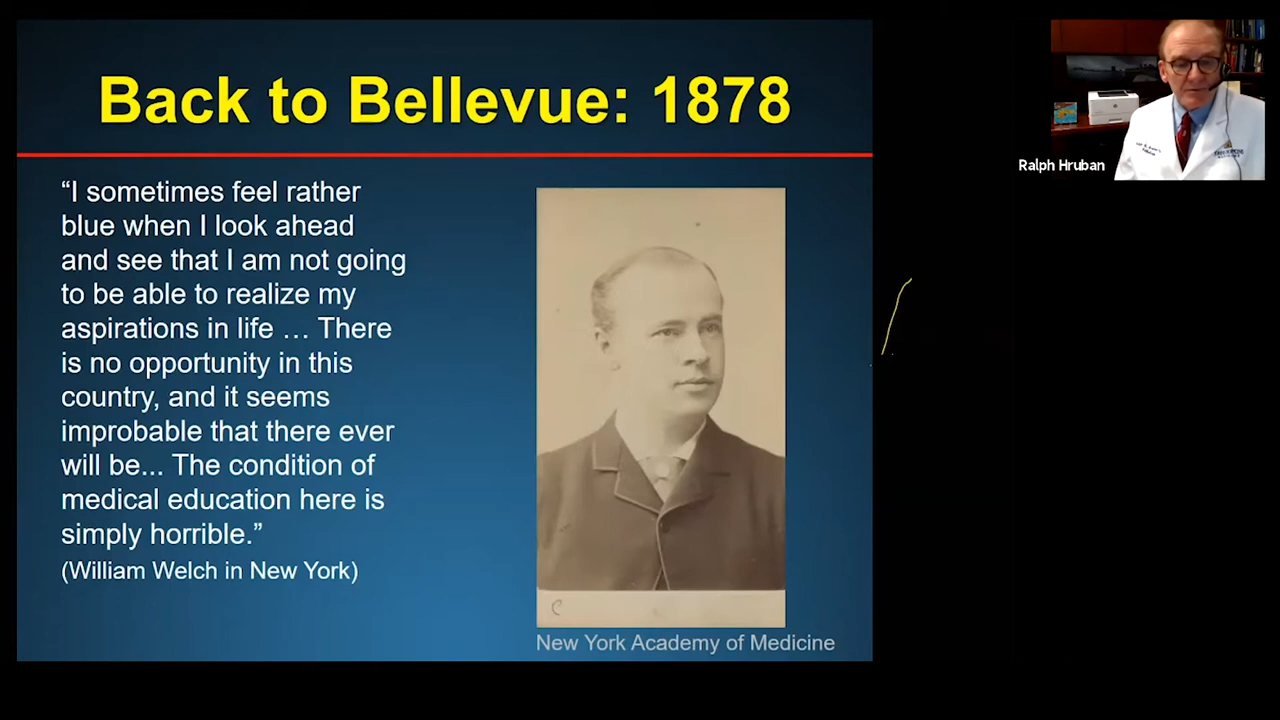 Back to Bellevue: 1878
“I sometimes feel rather
blue when I look ahead
and see that I am not going
to be able to realize my
aspirations in life … There
is no opportunity in this
country, and it seems
improbable that there ever
will be... The condition of
medical education here is
simply horrible.”
(William Welch in New York)
C
New York Academy of Medicine
Ralph Hruban